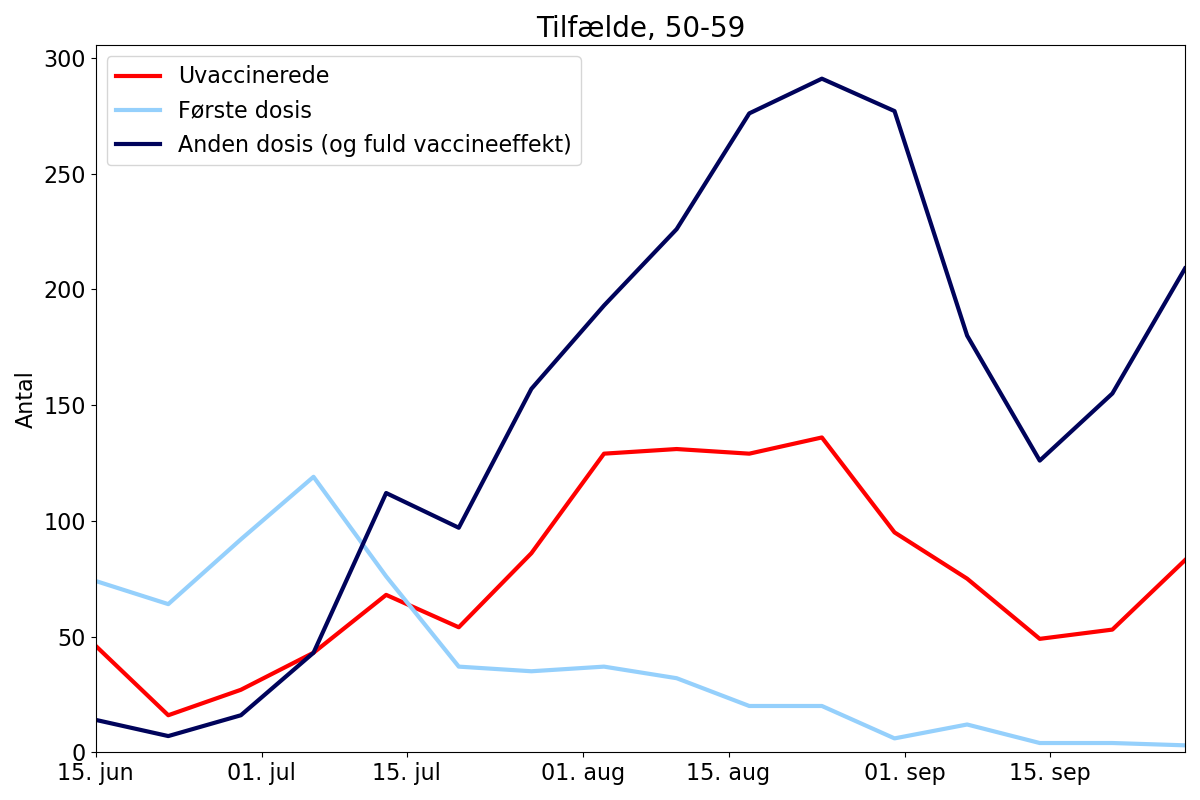 Tilfælde, 50-59
Uvaccinerede
Første dosis
Anden dosis (og fuld vaccineeffekt)
Antal
300
250
200
150
100
50
0
15. jun 01. jul 15. jul 01. aug 15. aug 01. sep 15. sep